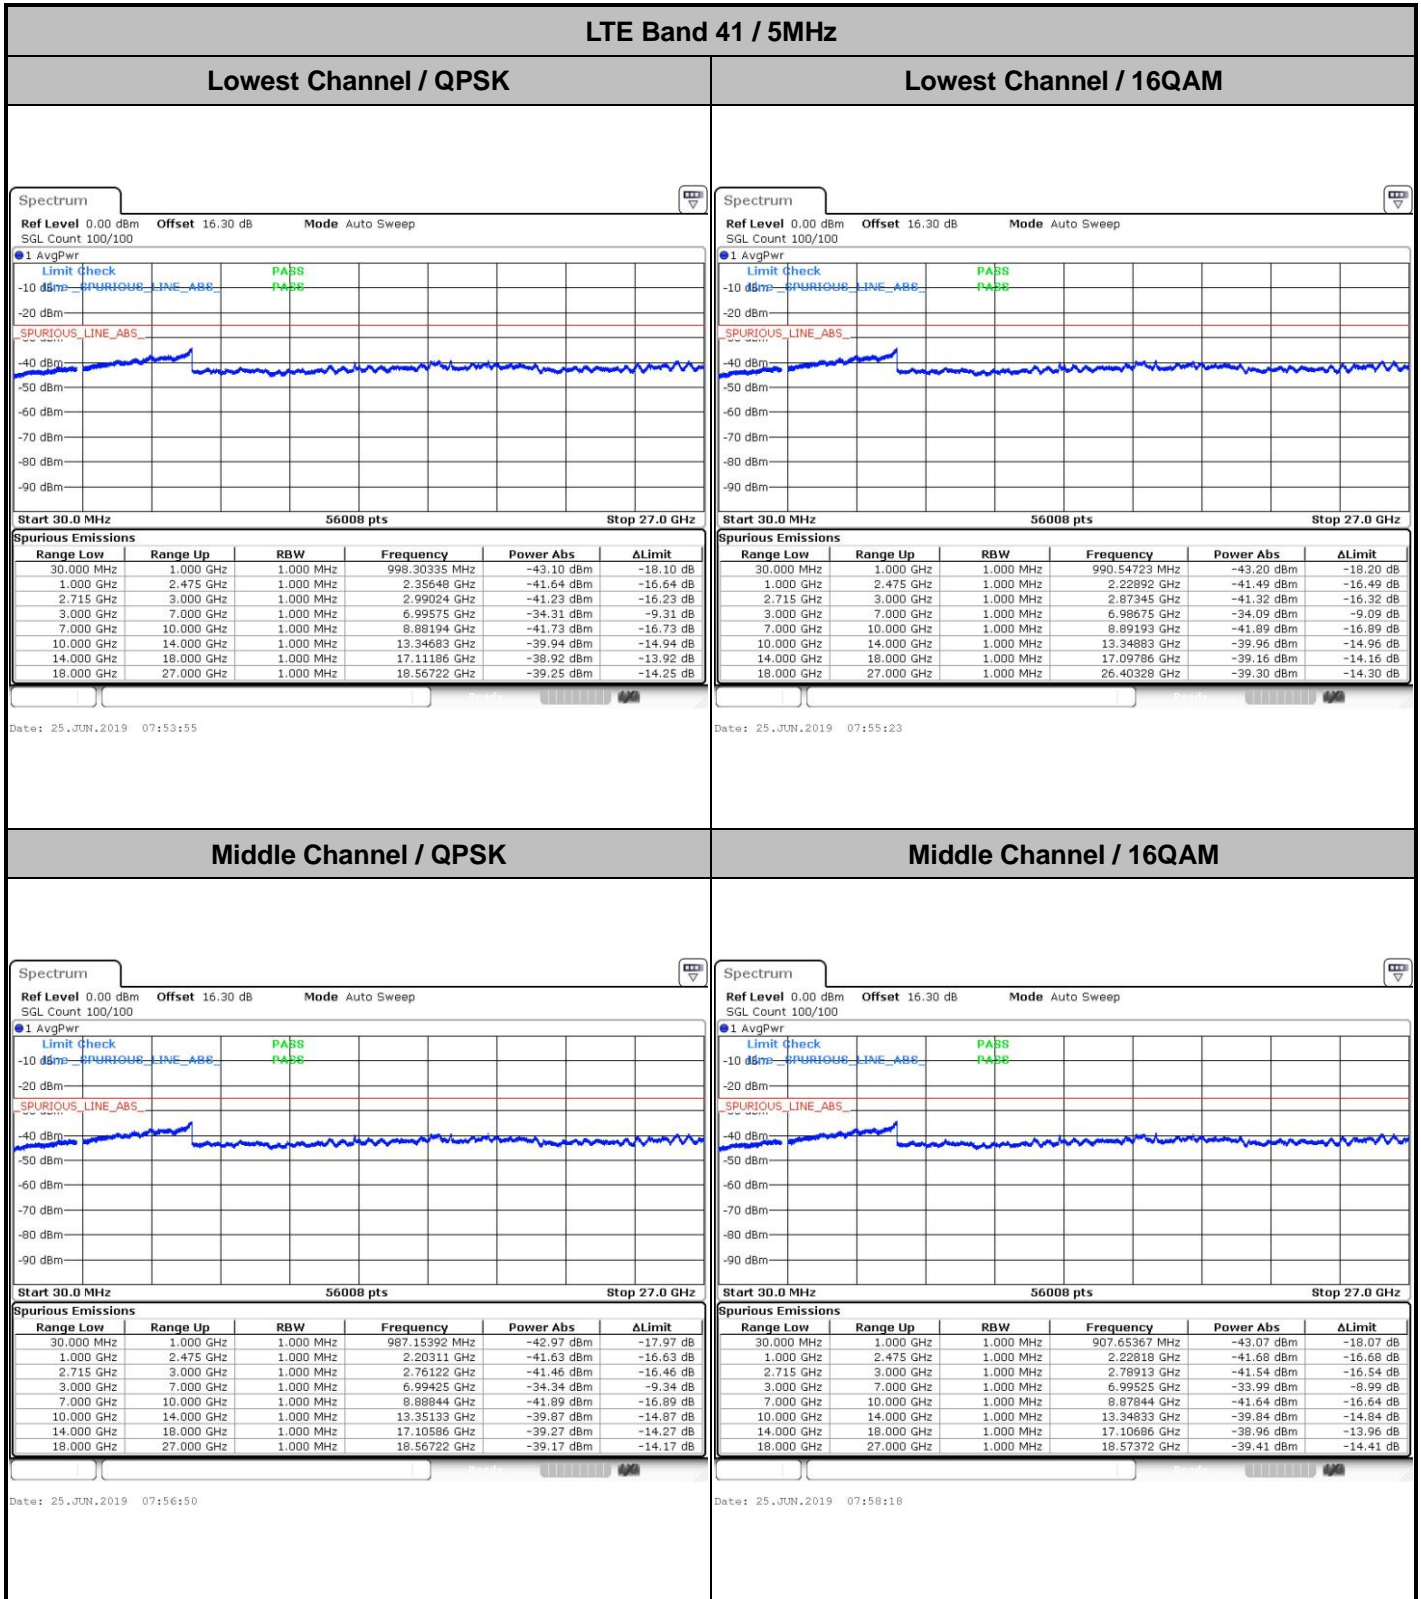 LTE Band 41 / 5MHz
Lowest Channel / QPSK
Lowest Channel / 16QAM
Spectrum
Ref Level 0.00 dBm Offset 16.30 dB Mode Auto Sweep
SGL Count 100/100
1 AvgPwr
Limit Check PASS
-10 dBm Line _SPURIOUS_LINE_ABS_ PASS
-20 dBm
_SPURIOUS_LINE_ABS_
-40 dBm
-50 dBm
-60 dBm
-70 dBm
-80 dBm
-90 dBm
Start 30.0 MHz 56008 pts Stop 27.0 GHz
Spurious Emissions
Range Low Range Up RBW Frequency Power Abs ΔLimit
30.000 MHz 1.000 GHz 1.000 MHz 998.30335 MHz -43.10 dBm -18.10 dB
1.000 GHz 2.475 GHz 1.000 MHz 2.35648 GHz -41.64 dBm -16.64 dB
2.715 GHz 3.000 GHz 1.000 MHz 2.99024 GHz -41.23 dBm -16.23 dB
3.000 GHz 7.000 GHz 1.000 MHz 6.99575 GHz -34.31 dBm -9.31 dB
7.000 GHz 10.000 GHz 1.000 MHz 8.88194 GHz -41.73 dBm -16.73 dB
10.000 GHz 14.000 GHz 1.000 MHz 13.34683 GHz -39.94 dBm -14.94 dB
14.000 GHz 18.000 GHz 1.000 MHz 17.11186 GHz -38.92 dBm -13.92 dB
18.000 GHz 27.000 GHz 1.000 MHz 18.56722 GHz -39.25 dBm -14.25 dB
Date: 25.JUN.2019 07:53:55
Spectrum
Ref Level 0.00 dBm Offset 16.30 dB Mode Auto Sweep
SGL Count 100/100
1 AvgPwr
Limit Check PASS
-10 dBm Line _SPURIOUS_LINE_ABS_ PASS
-20 dBm
_SPURIOUS_LINE_ABS_
-40 dBm
-50 dBm
-60 dBm
-70 dBm
-80 dBm
-90 dBm
Start 30.0 MHz 56008 pts Stop 27.0 GHz
Spurious Emissions
Range Low Range Up RBW Frequency Power Abs ΔLimit
30.000 MHz 1.000 GHz 1.000 MHz 990.54723 MHz -43.20 dBm -18.20 dB
1.000 GHz 2.475 GHz 1.000 MHz 2.22892 GHz -41.49 dBm -16.49 dB
2.715 GHz 3.000 GHz 1.000 MHz 2.87345 GHz -41.32 dBm -16.32 dB
3.000 GHz 7.000 GHz 1.000 MHz 6.98675 GHz -34.09 dBm -9.09 dB
7.000 GHz 10.000 GHz 1.000 MHz 8.89193 GHz -41.89 dBm -16.89 dB
10.000 GHz 14.000 GHz 1.000 MHz 13.34883 GHz -39.96 dBm -14.96 dB
14.000 GHz 18.000 GHz 1.000 MHz 17.09786 GHz -39.16 dBm -14.16 dB
18.000 GHz 27.000 GHz 1.000 MHz 26.40328 GHz -39.30 dBm -14.30 dB
Date: 25.JUN.2019 07:55:23
Middle Channel / QPSK
Middle Channel / 16QAM
Spectrum
Ref Level 0.00 dBm Offset 16.30 dB Mode Auto Sweep
SGL Count 100/100
1 AvgPwr
Limit Check PASS
-10 dBm Line _SPURIOUS_LINE_ABS_ PASS
-20 dBm
_SPURIOUS_LINE_ABS_
-40 dBm
-50 dBm
-60 dBm
-70 dBm
-80 dBm
-90 dBm
Start 30.0 MHz 56008 pts Stop 27.0 GHz
Spurious Emissions
Range Low Range Up RBW Frequency Power Abs ΔLimit
30.000 MHz 1.000 GHz 1.000 MHz 987.15392 MHz -42.97 dBm -17.97 dB
1.000 GHz 2.475 GHz 1.000 MHz 2.20311 GHz -41.63 dBm -16.63 dB
2.715 GHz 3.000 GHz 1.000 MHz 2.76122 GHz -41.46 dBm -16.46 dB
3.000 GHz 7.000 GHz 1.000 MHz 6.99425 GHz -34.34 dBm -9.34 dB
7.000 GHz 10.000 GHz 1.000 MHz 8.88844 GHz -41.89 dBm -16.89 dB
10.000 GHz 14.000 GHz 1.000 MHz 13.35133 GHz -39.87 dBm -14.87 dB
14.000 GHz 18.000 GHz 1.000 MHz 17.10586 GHz -39.27 dBm -14.27 dB
18.000 GHz 27.000 GHz 1.000 MHz 18.56722 GHz -39.17 dBm -14.17 dB
Date: 25.JUN.2019 07:56:50
Spectrum
Ref Level 0.00 dBm Offset 16.30 dB Mode Auto Sweep
SGL Count 100/100
1 AvgPwr
Limit Check PASS
-10 dBm Line _SPURIOUS_LINE_ABS_ PASS
-20 dBm
_SPURIOUS_LINE_ABS_
-40 dBm
-50 dBm
-60 dBm
-70 dBm
-80 dBm
-90 dBm
Start 30.0 MHz 56008 pts Stop 27.0 GHz
Spurious Emissions
Range Low Range Up RBW Frequency Power Abs ΔLimit
30.000 MHz 1.000 GHz 1.000 MHz 907.65367 MHz -43.07 dBm -18.07 dB
1.000 GHz 2.475 GHz 1.000 MHz 2.22818 GHz -41.68 dBm -16.68 dB
2.715 GHz 3.000 GHz 1.000 MHz 2.78913 GHz -41.54 dBm -16.54 dB
3.000 GHz 7.000 GHz 1.000 MHz 6.99525 GHz -33.99 dBm -8.99 dB
7.000 GHz 10.000 GHz 1.000 MHz 8.87844 GHz -41.64 dBm -16.64 dB
10.000 GHz 14.000 GHz 1.000 MHz 13.34833 GHz -39.84 dBm -14.84 dB
14.000 GHz 18.000 GHz 1.000 MHz 17.10686 GHz -38.96 dBm -13.96 dB
18.000 GHz 27.000 GHz 1.000 MHz 18.57372 GHz -39.41 dBm -14.41 dB
Date: 25.JUN.2019 07:58:18